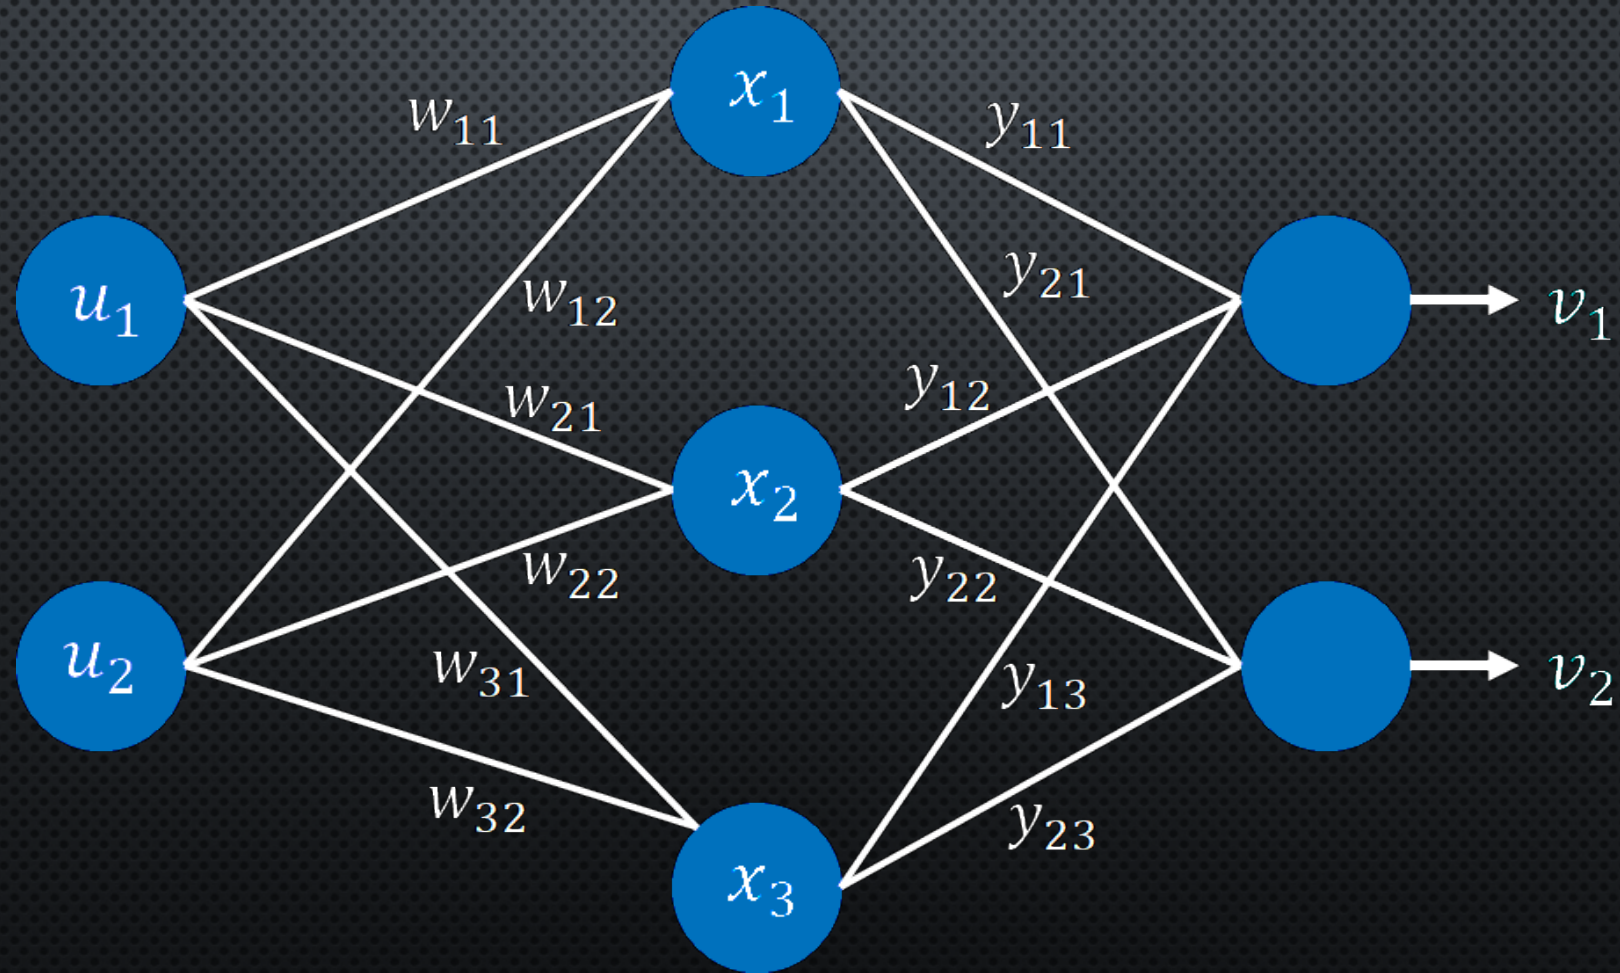 x₁
w₁₁
y₁₁
y₂₁
u₁
w₁₂
v₁
y₁₂
w₂₁
x₂
w₂₂
y₂₂
u₂
w₃₁
y₁₃
v₂
w₃₂
y₂₃
x₃